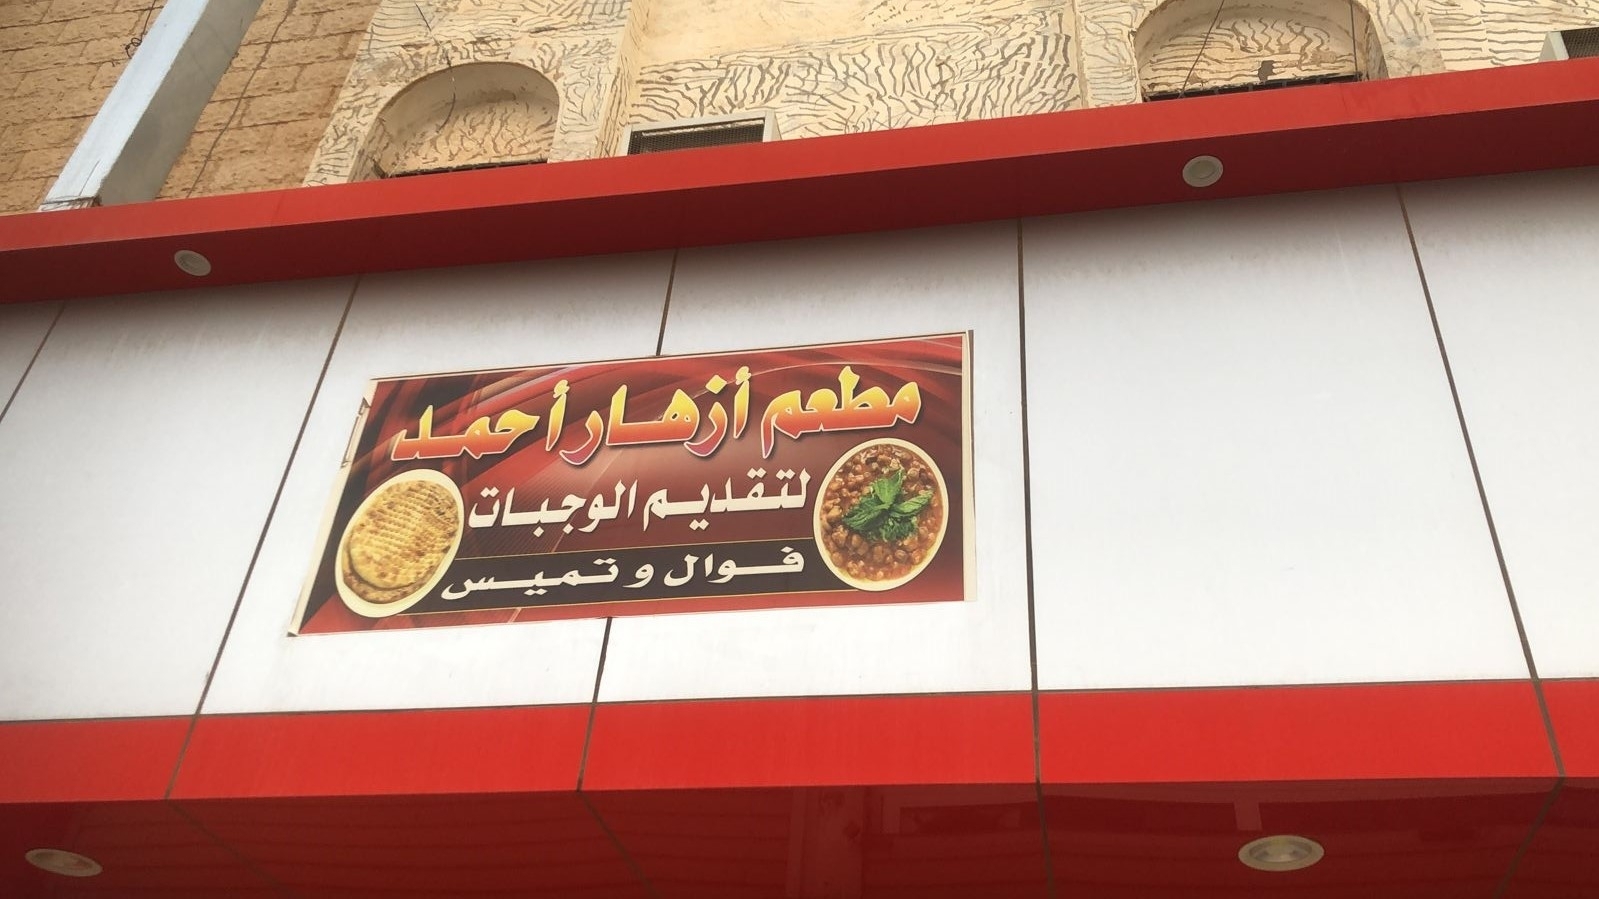 مطعم أزهار أحمد
لتقديم الوجبات
فوال و تميس